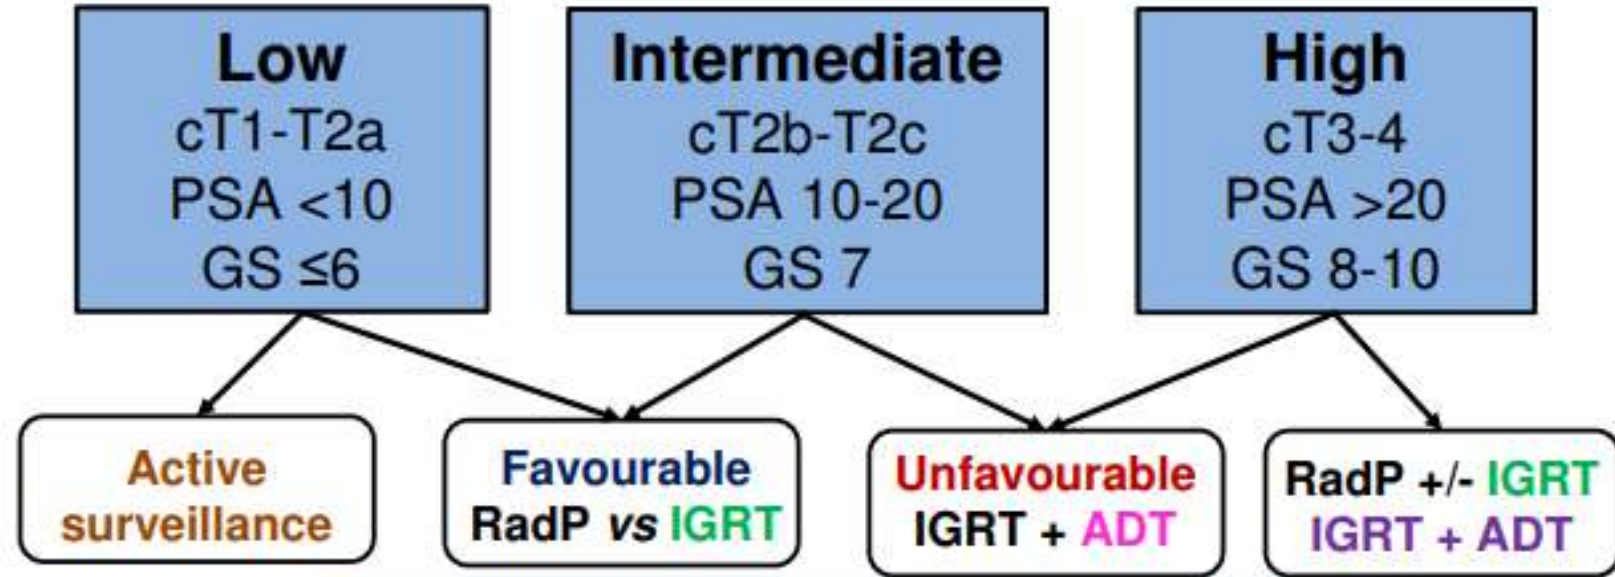 Low
cT1-T2a
PSA <10
GS ≤6
Intermediate
cT2b-T2c
PSA 10-20
GS 7
High
cT3-4
PSA >20
GS 8-10
Active
surveillance
Favourable
RadP vs IGRT
Unfavourable
IGRT + ADT
RadP +/- IGRT
IGRT + ADT